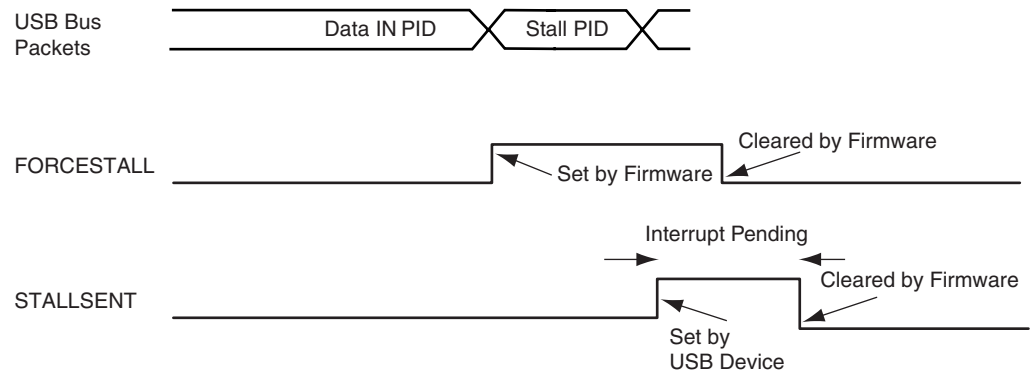 USB Bus
Packets
Data IN PID
Stall PID
FORCESTALL
Set by Firmware
Cleared by Firmware
Interrupt Pending
STALLSENT
Cleared by Firmware
Set by
USB Device